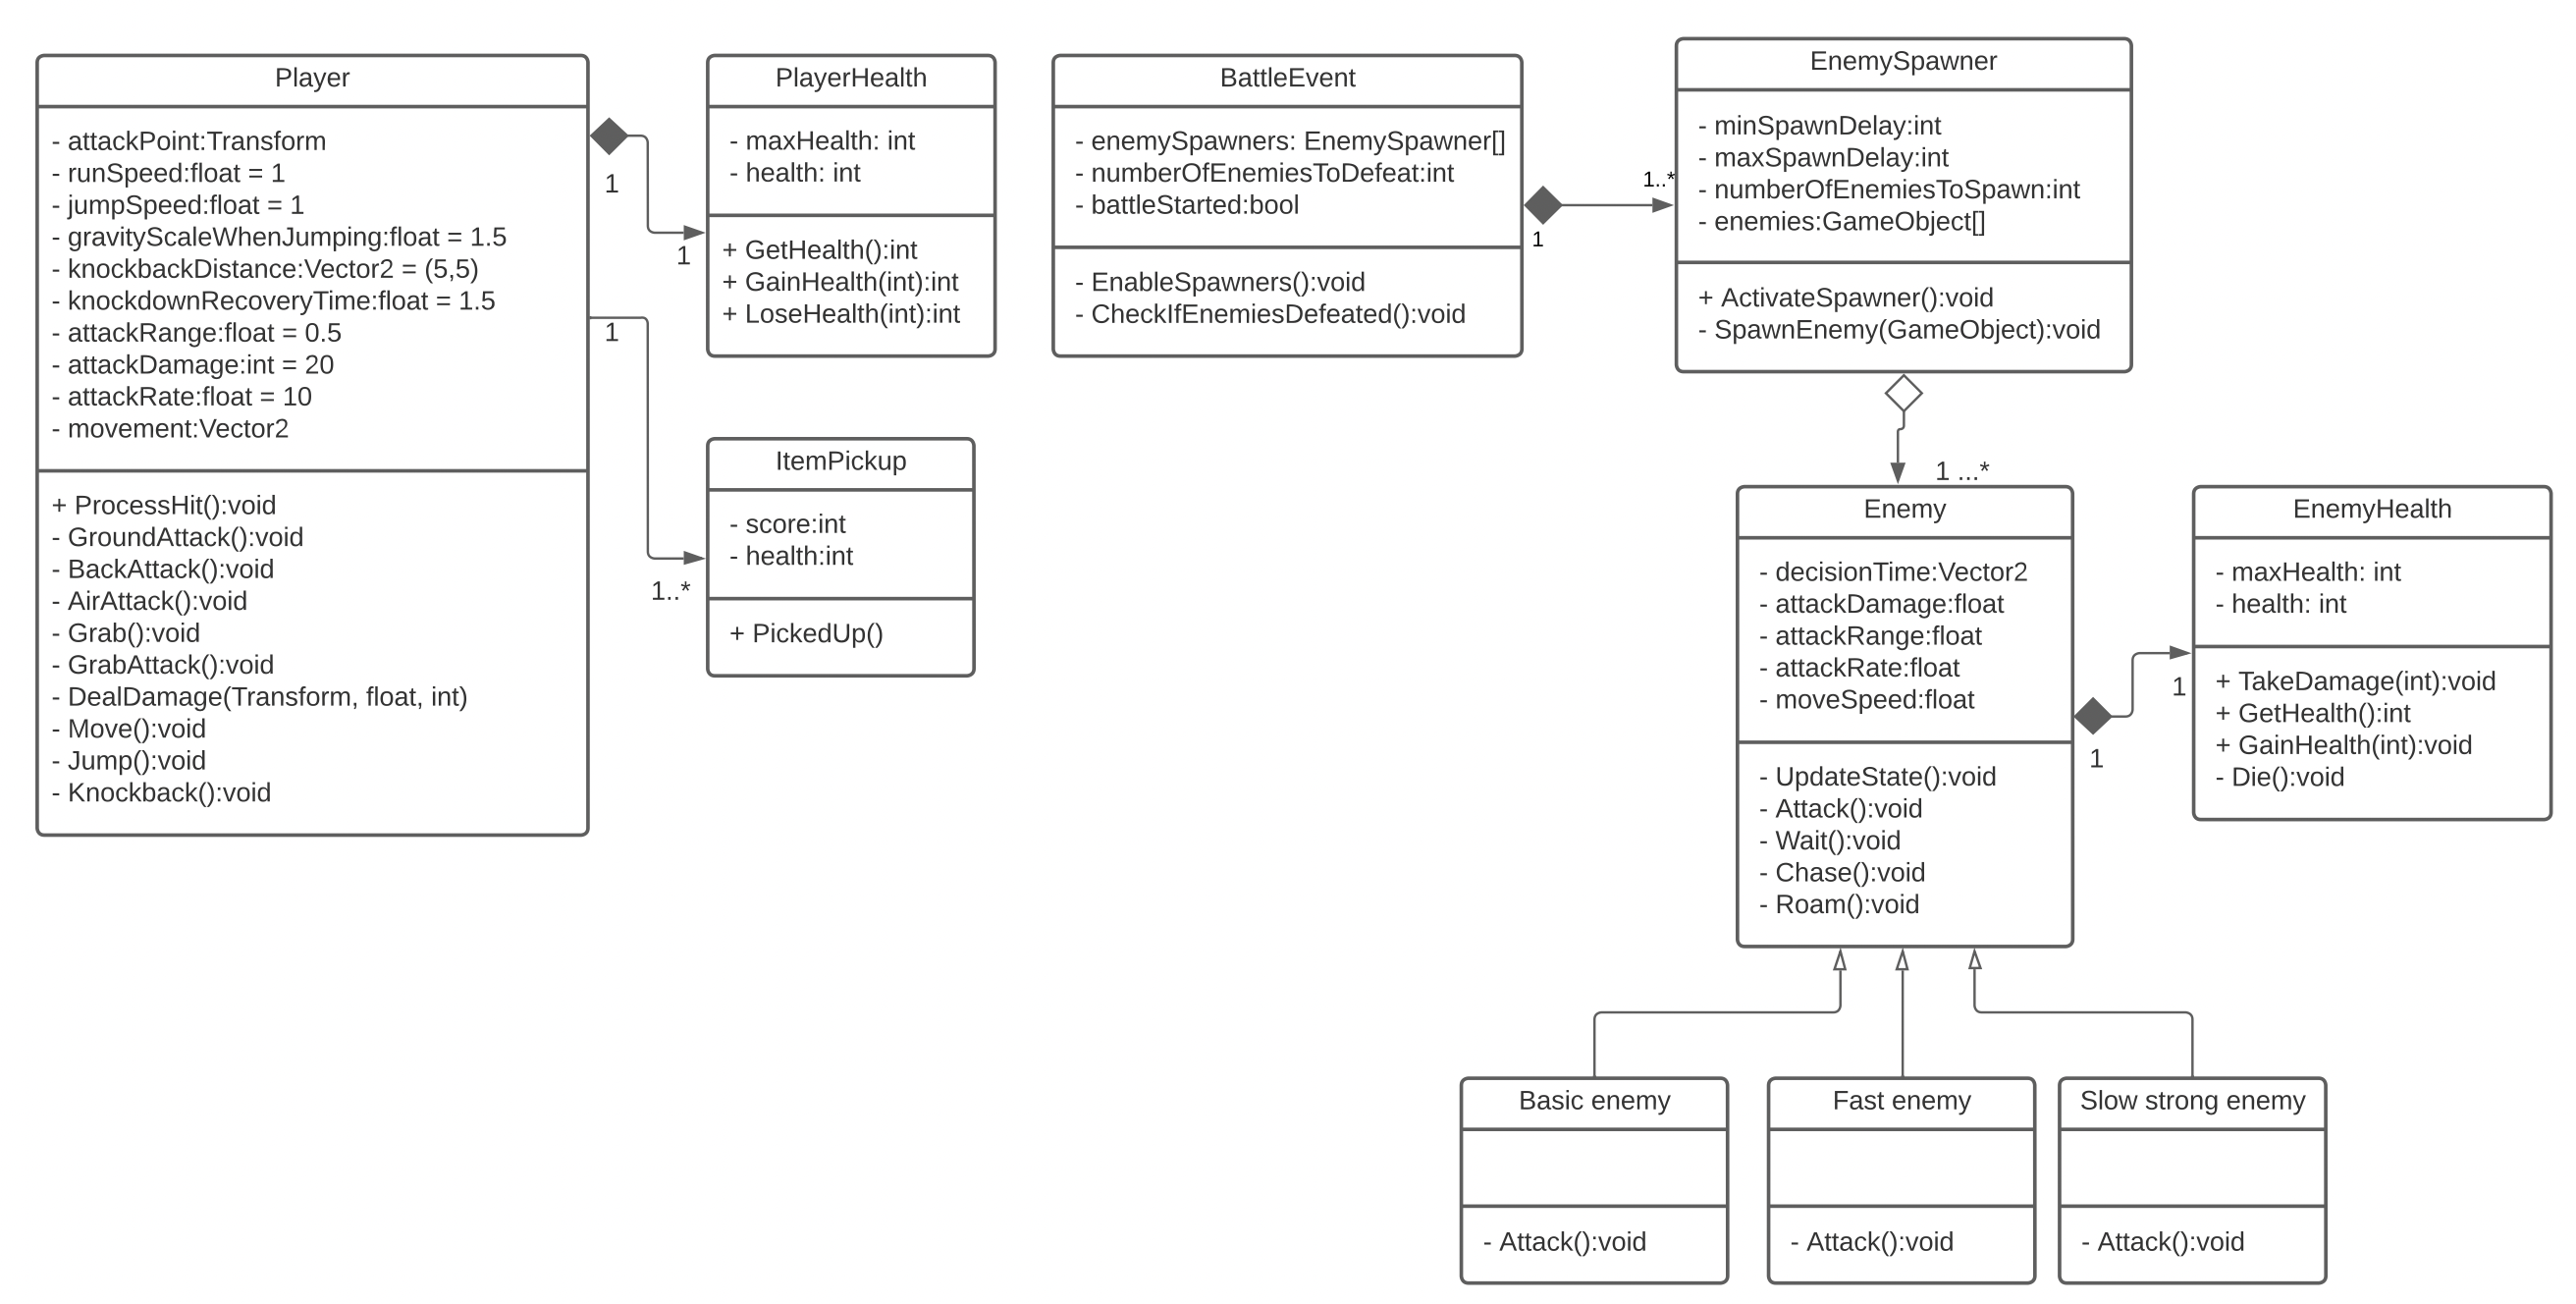 Player
- attackPoint:Transform
- runSpeed:float = 1
- jumpSpeed:float = 1
- gravityScaleWhenJumping:float = 1.5
- knockbackDistance:Vector2 = (5,5)
- knockdownRecoveryTime:float = 1.5
- attackRange:float = 0.5
- attackDamage:int = 20
- attackRate:float = 10
- movement:Vector2
+ ProcessHit():void
- GroundAttack():void
- BackAttack():void
- AirAttack():void
- Grab():void
- GrabAttack():void
- DealDamage(Transform, float, int)
- Move():void
- Jump():void
- Knockback():void
1
1
1
1..*
PlayerHealth
- maxHealth: int
- health: int
+ GetHealth():int
+ GainHealth(int):int
+ LoseHealth(int):int
ItemPickup
- score:int
- health:int
+ PickedUp()
BattleEvent
- enemySpawners: EnemySpawner[]
- numberOfEnemiesToDefeat:int
- battleStarted:bool
- EnableSpawners():void
- CheckIfEnemiesDefeated():void
1
1..*
EnemySpawner
- minSpawnDelay:int
- maxSpawnDelay:int
- numberOfEnemiesToSpawn:int
- enemies:GameObject[]
+ ActivateSpawner():void
- SpawnEnemy(GameObject):void
1 ...*
Enemy
- decisionTime:Vector2
- attackDamage:float
- attackRange:float
- attackRate:float
- moveSpeed:float
- UpdateState():void
- Attack():void
- Wait():void
- Chase():void
- Roam():void
1
1
EnemyHealth
- maxHealth: int
- health: int
+ TakeDamage(int):void
+ GetHealth():int
+ GainHealth(int):void
- Die():void
Basic enemy
- Attack():void
Fast enemy
- Attack():void
Slow strong enemy
- Attack():void